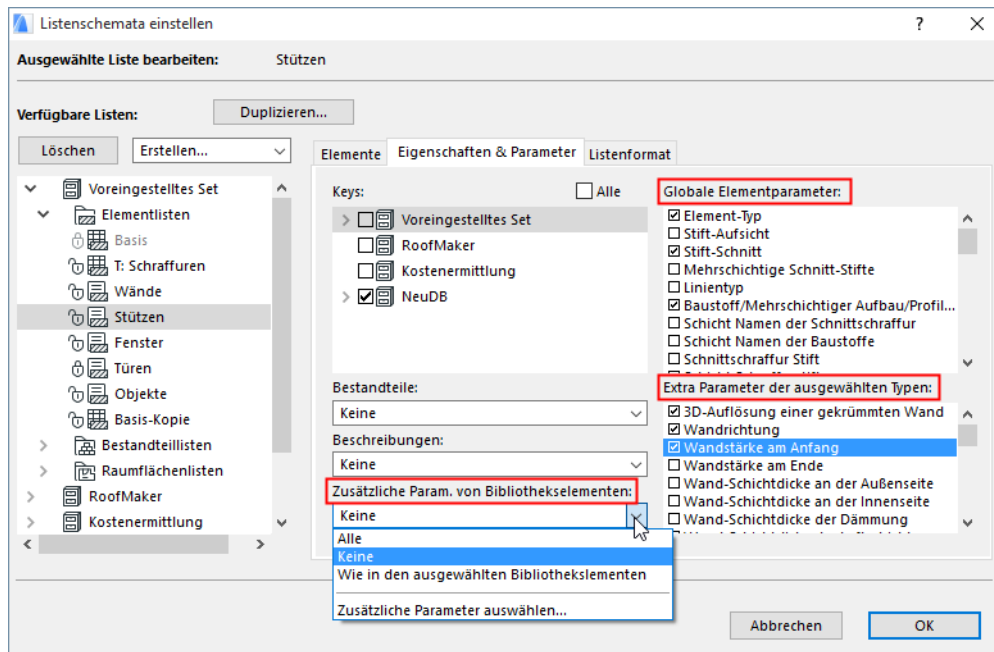 Listenschemata einstellen
?
Ausgewählte Liste bearbeiten: Stützen
Verfügbare Listen:
Duplizieren...
Löschen
Erstellen...
Voreingestelltes Set
Elementlisten
Basis
T: Schraffuren
Wände
Stützen
Fenster
Türen
Objekte
Basis-Kopie
Bestandteillisten
Raumflächenlisten
RoofMaker
Kostenermittlung
Elemente
Eigenschaften & Parameter
Listenformat
Keys:
Alle
Voreingestelltes Set
RoofMaker
Kostenermittlung
NeuDB
Bestandteile:
Keine
Beschreibungen:
Keine
Zusätzliche Param. von Bibliothekselementen:
Keine
Alle
Keine
Wie in den ausgewählten Bibliothekslementen
Zusätzliche Parameter auswählen...
Globale Elementparameter:
Element-Typ
Stift-Aufsicht
Stift-Schnitt
Mehrschichtige Schnitt-Stifte
Linientyp
Baustoff/Mehrschichtiger Aufbau/Profil...
Schicht Namen der Schnittschraffur
Schicht Namen der Baustoffe
Schnittschraffur Stift
Extra Parameter der ausgewählten Typen:
3D-Auflösung einer gekrümmten Wand
Wandrichtung
Wandstärke am Anfang
Wandstärke am Ende
Wand-Schichtdicke an der Außenseite
Wand-Schichtdicke an der Innenseite
Wand-Schichtdicke der Dämmung
Abbrechen
OK